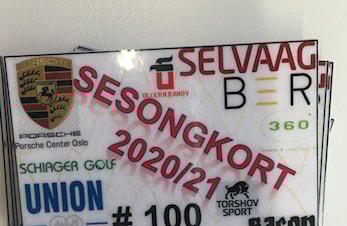 SELVAAG
ULLERN BANDY
BER
SESONGKORT
2020/21
360
PORSCHE
Porsche Center Oslo
SCHIAGER GOLF
UNION
# 100
TORSHOV
SPORT